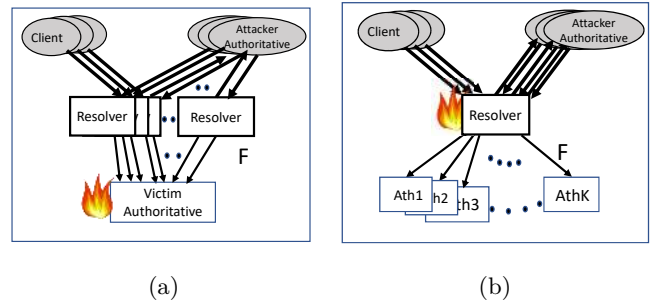 Client
Attacker
Authoritative
Resolver
Resolver
F
Victim
Authoritative
(a)
Client
Attacker
Authoritative
Resolver
F
Ath1
th2
th3
AthK
(b)